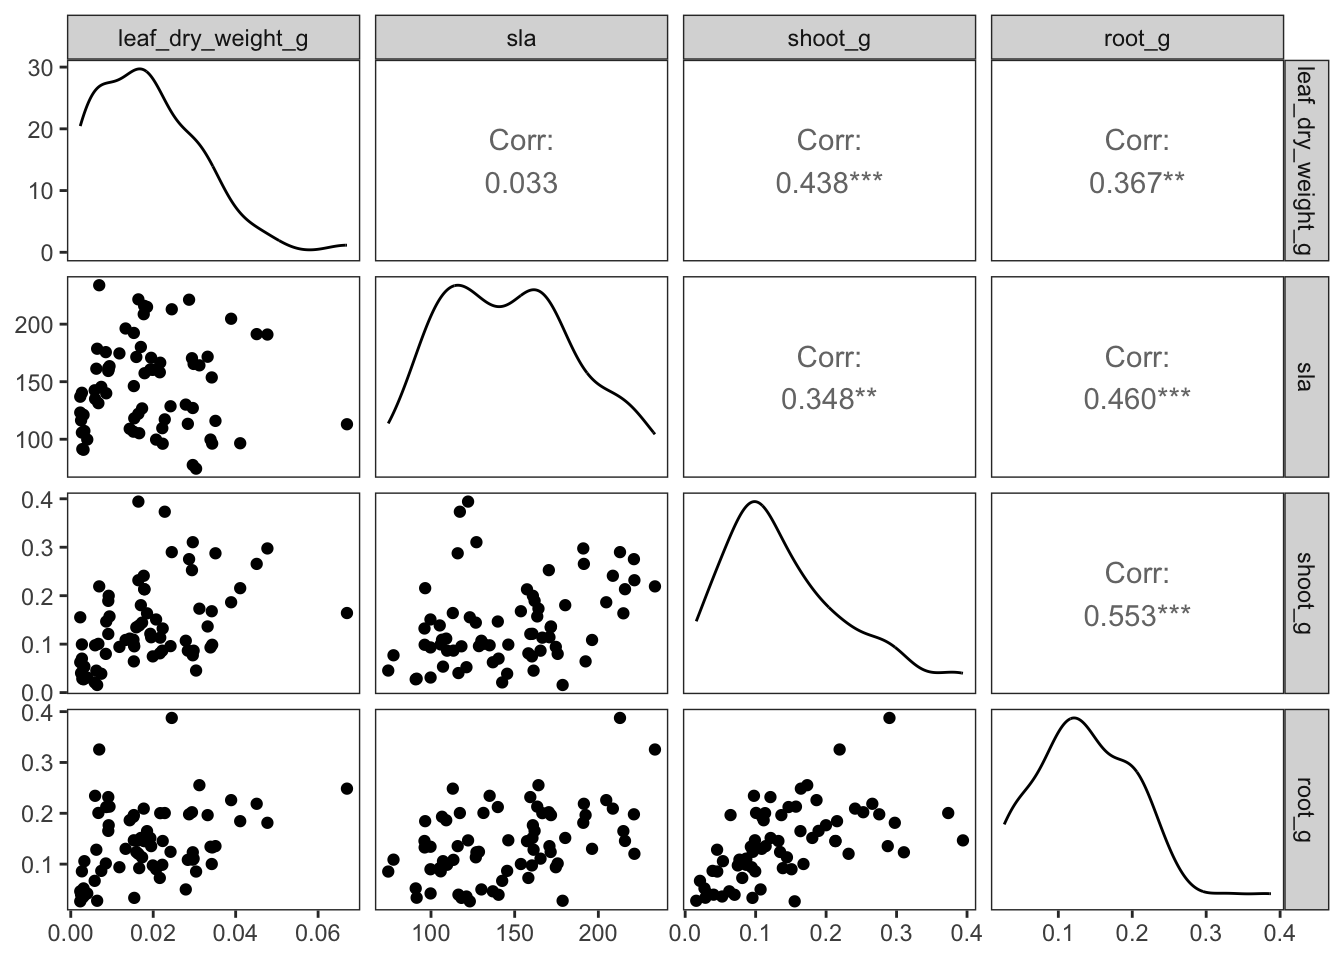 leaf_dry_weight_g
sla
shoot_g
root_g
30
20
10
0
Corr:
0.033
Corr:
0.438***
Corr:
0.367**
leaf_dry_weight_g
200
150
100
Corr:
0.348**
Corr:
0.460***
sla
0.4
0.3
0.2
0.1
0.0
Corr:
0.553***
shoot_g
0.4
0.3
0.2
0.1
root_g
0.00 0.02 0.04 0.06
100 150 200
0.0 0.1 0.2 0.3 0.4
0.1 0.2 0.3 0.4